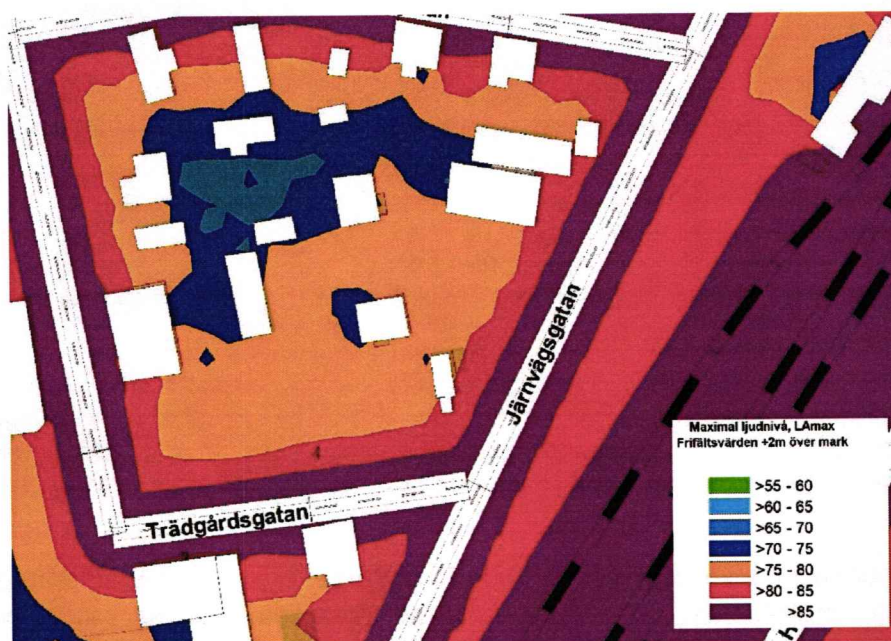 Järnvägsgatan
Trädgårdsgatan
Maximal ljudnivå, LAmax
Frifältsvärden +2m över mark
>55 - 60
>60 - 65
>65 - 70
>70 - 75
>75 - 80
>80 - 85
>85